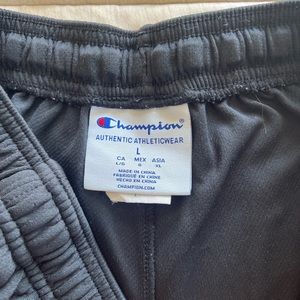 Champion®
AUTHENTIC ATHLETICWEAR
L
CA MEX ASIA
L/G G XL
MADE IN CHINA
FABRIQUÉ EN CHINE
HECHO EN CHINA
CHAMPION.COM